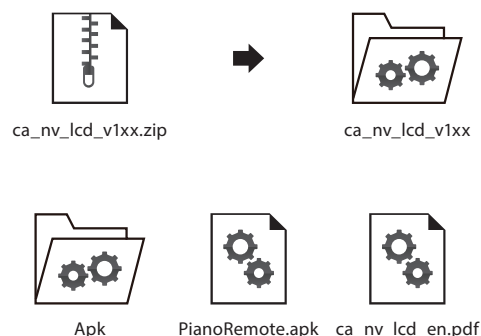 ca_nv_lcd_v1xx.zip
ca_nv_lcd_v1xx
Apk
PianoRemote.apk
ca_nv_lcd_en.pdf